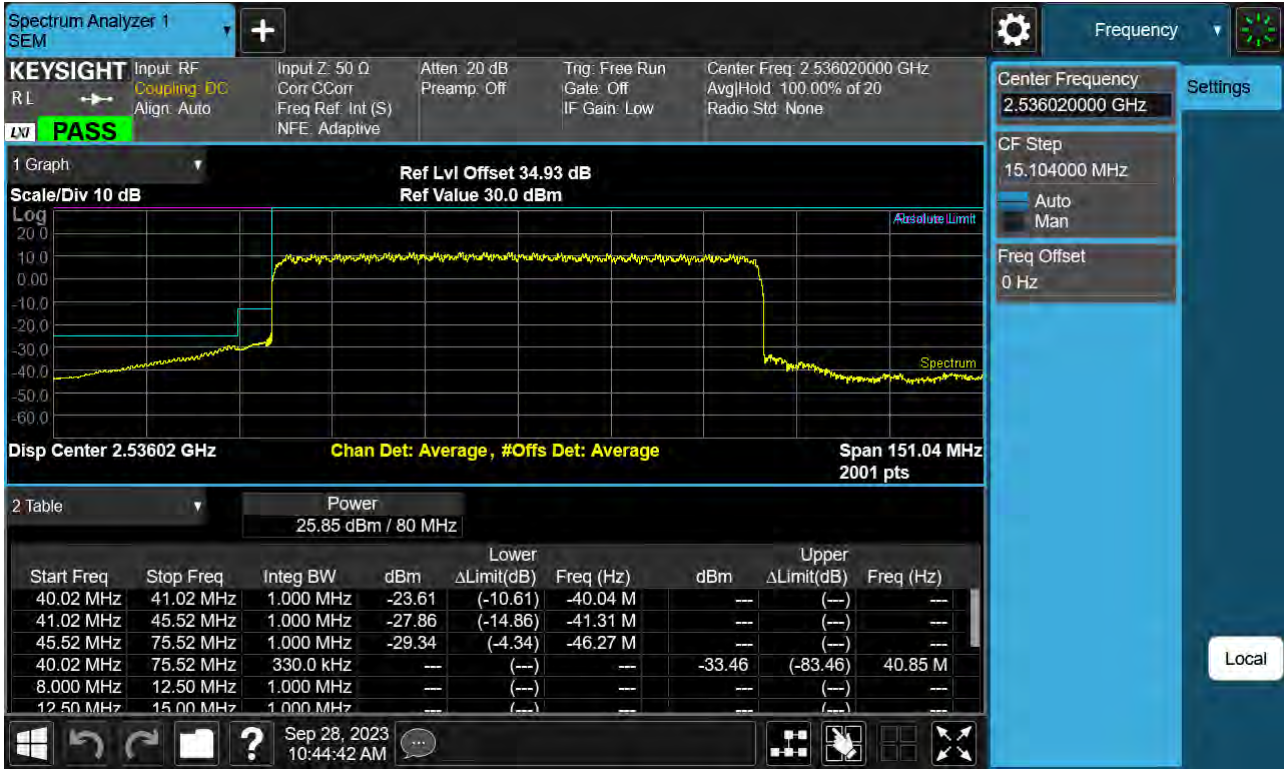 Spectrum Analyzer 1
SEM
Frequency
KEYSIGHT
R L
LXI
PASS
Input: RF
Coupling: DC
Align: Auto
Input Z: 50 Ω
Corr CCorr
Freq Ref: Int (S)
NFE: Adaptive
Atten: 20 dB
Preamp: Off
Trig: Free Run
Gate: Off
IF Gain: Low
Center Freq: 2.536020000 GHz
Avg|Hold: 100.00% of 20
Radio Std: None
Center Frequency
2.536020000 GHz
Settings
CF Step
15.104000 MHz
Auto
Man
Freq Offset
0 Hz
Local
1 Graph
Scale/Div 10 dB
Ref Lvl Offset 34.93 dB
Ref Value 30.0 dBm
Log
20.0
10.0
0.00
-10.0
-20.0
-30.0
-40.0
-50.0
-60.0
Limit
Spectrum
Disp Center 2.53602 GHz
Chan Det: Average, #Offs Det: Average
Span 151.04 MHz
2001 pts
2 Table
Power
25.85 dBm / 80 MHz
Lower Upper
Start Freq Stop Freq Integ BW dBm ΔLimit(dB) Freq (Hz) dBm ΔLimit(dB) Freq (Hz)
40.02 MHz 41.02 MHz 1.000 MHz -23.61 (-10.61) -40.04 M --- (---) ---
41.02 MHz 45.52 MHz 1.000 MHz -27.86 (-14.86) -41.31 M --- (---) ---
45.52 MHz 75.52 MHz 1.000 MHz -29.34 (-4.34) -46.27 M --- (---) ---
40.02 MHz 75.52 MHz 330.0 kHz --- (---) --- -33.46 (-83.46) 40.85 M
8.000 MHz 12.50 MHz 1.000 MHz --- (---) --- --- (---) ---
12.50 MHz 15.00 MHz 1.000 MHz --- (---) --- --- (---) ---
Sep 28, 2023
10:44:42 AM